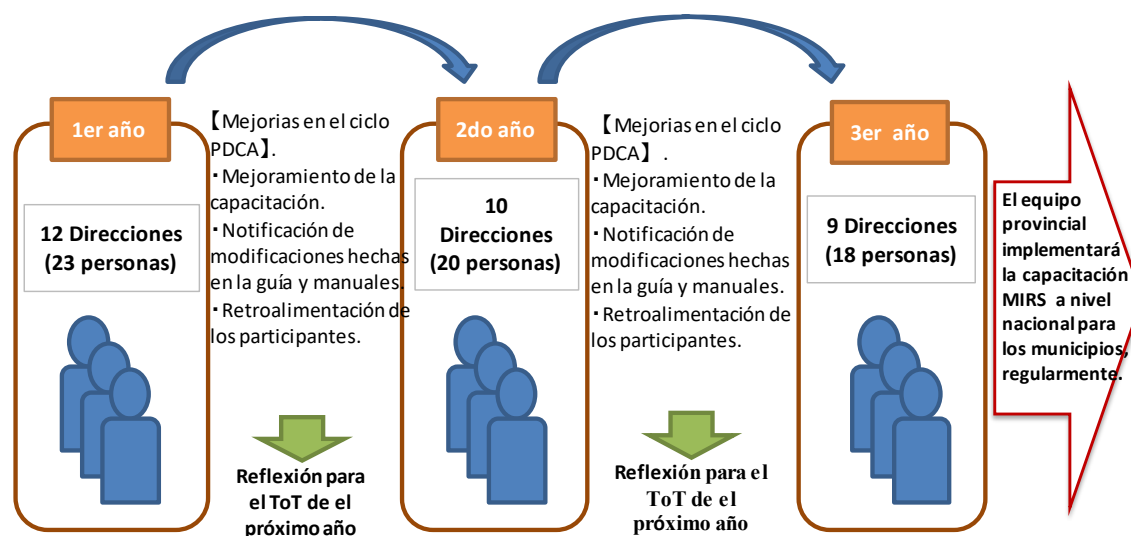 1er año
12 Direcciones
(23 personas)
【Mejorias en el ciclo
PDCA】.
・Mejoramiento de la
capacitación.
・Notificación de
modificaciones hechas
en la guía y manuales.
・Retroalimentación de
los participantes.
Reflexión para
el ToT de el
próximo año
2do año
10
Direcciones
(20 personas)
【Mejorias en el ciclo
PDCA】 .
・Mejoramiento de la
capacitación.
・Notificación de
modificaciones hechas
en la guía y manuales.
・Retroalimentación de
los participantes.
Reflexión para el
ToT de el
próximo año
3er año
9 Direcciones
(18 personas)
El equipo
provincial
implementará
la capacitación
MIRS a nivel
nacional para
los municipios,
regularmente.